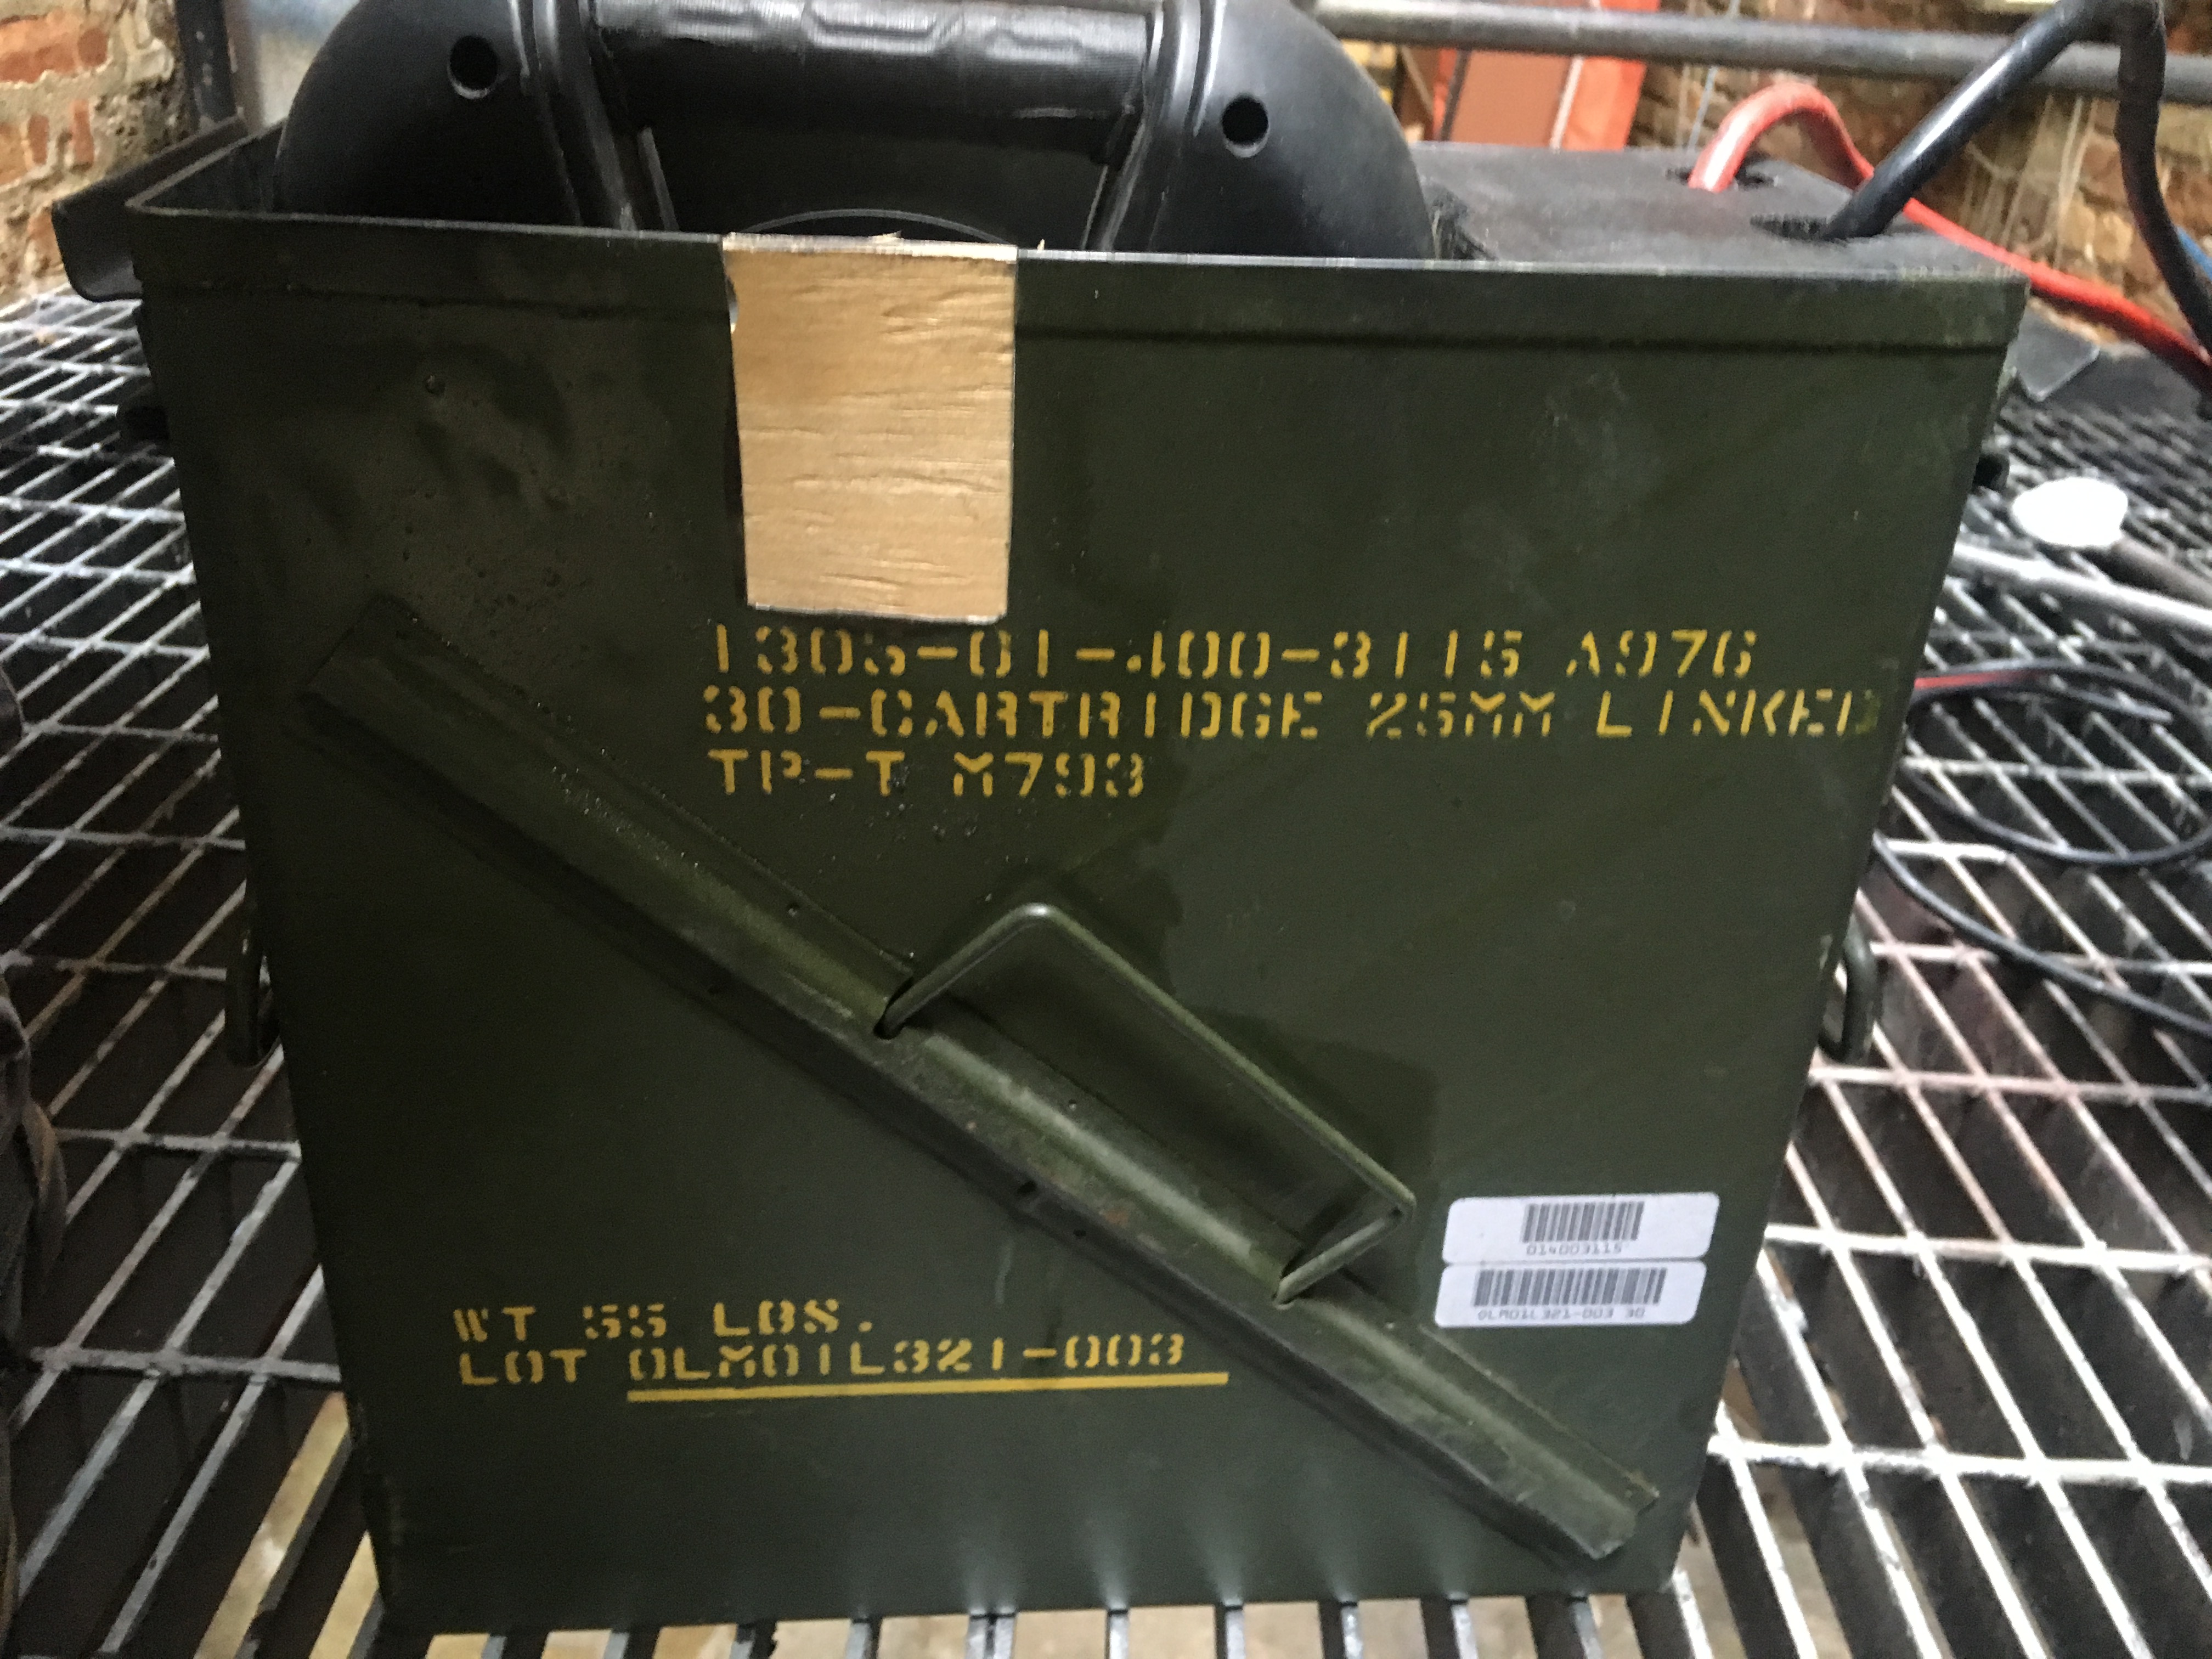 1305-01-400-3115 A976
30-CARTRIDGE 25MM LINKED
TP-T M793
014003115
OLM01L321-003 30
WT 55 LBS.
LOT OLM01L321-003